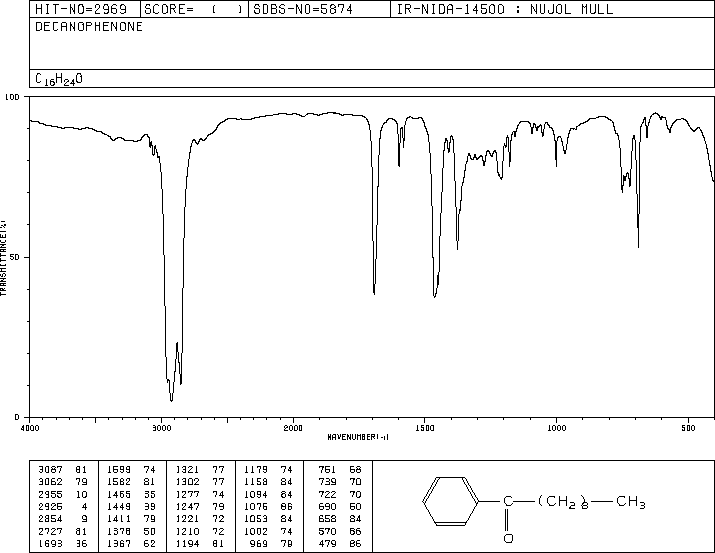 HIT-NO=2969 SCORE= ( ) SDBS-NO=5874 IR-NIDA-14500 : NUJOL MULL
DECANOPHENONE
C16H24O
100
50
0
TRANSMITTANCE(%)
4000 3000 2000 1500 1000 500
WAVENUMBER(-1)
3087 81 1599 74 1321 77 1179 74 751 68
3062 79 1582 81 1302 77 1158 84 739 70
2955 10 1465 35 1277 74 1094 84 722 70
2925 4 1449 39 1247 79 1076 86 690 50
2854 9 1411 79 1221 72 1053 84 658 84
2727 81 1378 50 1210 72 1002 74 570 86
1693 36 1367 62 1194 81 969 79 479 86
C (CH2)8 CH3
O